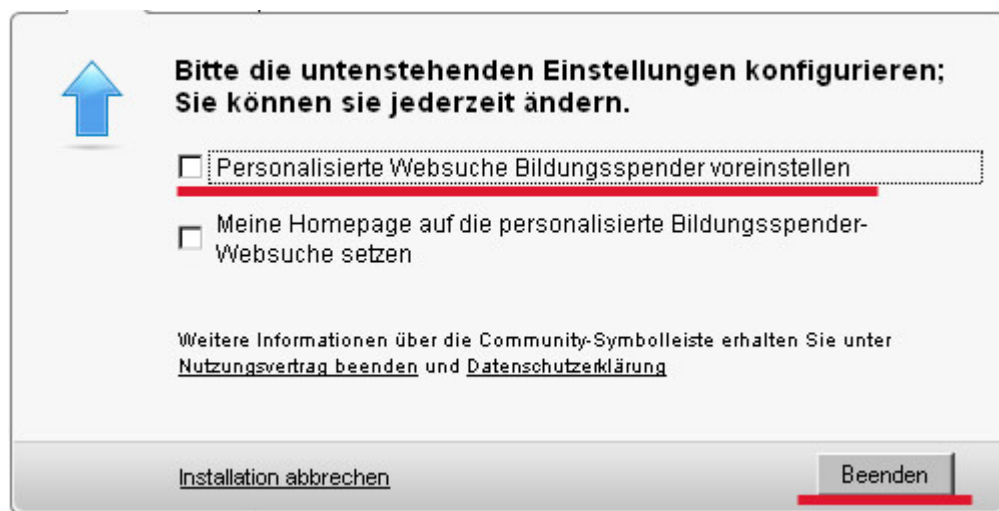 Bitte die untenstehenden Einstellungen konfigurieren;
Sie können sie jederzeit ändern.
Personalisierte Websuche Bildungsspender voreinstellen
Meine Homepage auf die personalisierte Bildungsspender-
Websuche setzen
Weitere Informationen über die Community-Symbolleiste erhalten Sie unter
Nutzungsvertrag beenden und Datenschutzerklärung
Installation abbrechen
Beenden